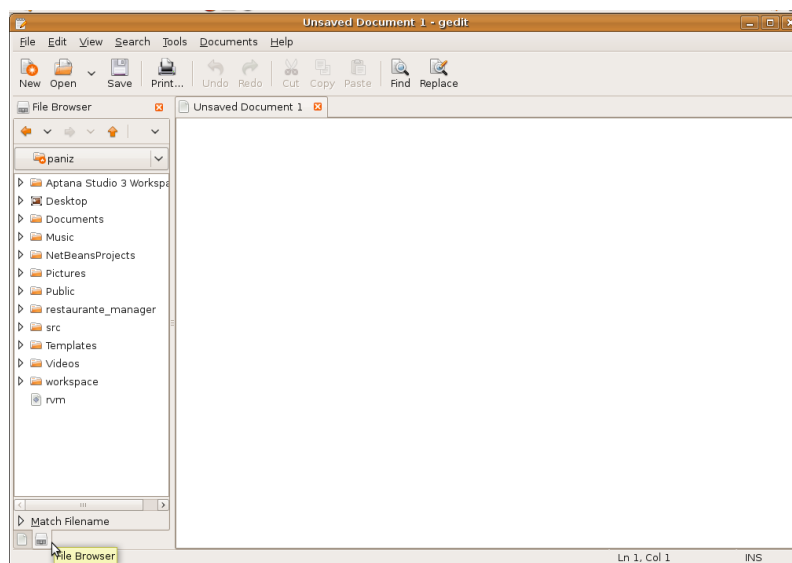 Unsaved Document 1 - gedit
File Edit View Search Tools Documents Help
New Open Save Print... Undo Redo Cut Copy Paste Find Replace
File Browser Unsaved Document 1
paniz
Aptana Studio 3 Workspa
Desktop
Documents
Music
NetBeansProjects
Pictures
Public
restaurante_manager
src
Templates
Videos
workspace
rvm
Match Filename
File Browser
Ln 1, Col 1 INS